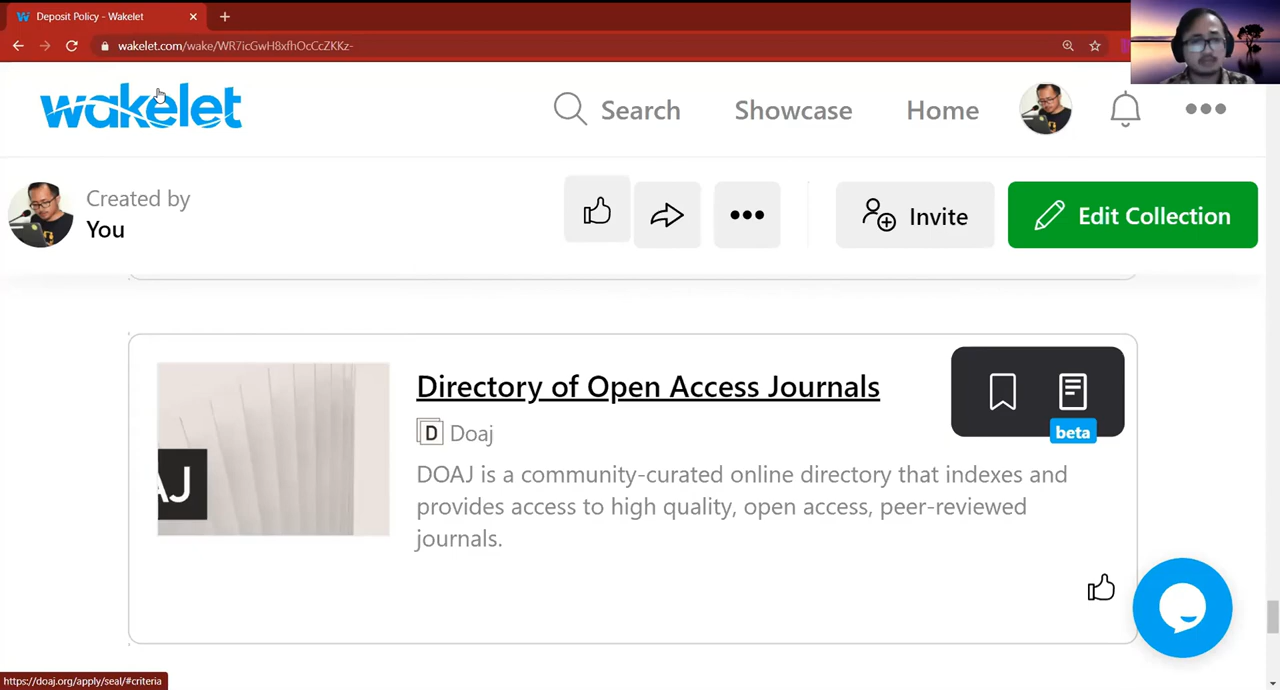 Deposit Policy - Wakelet
wakelet.com/wake/WR7icGwH8xfhOcCcZKKz-
wakelet
Search
Showcase
Home
Created by
You
Invite
Edit Collection
Directory of Open Access Journals
D Doaj
beta
DOAJ is a community-curated online directory that indexes and
provides access to high quality, open access, peer-reviewed
journals.
AJ
https://doaj.org/apply/seal/#criteria